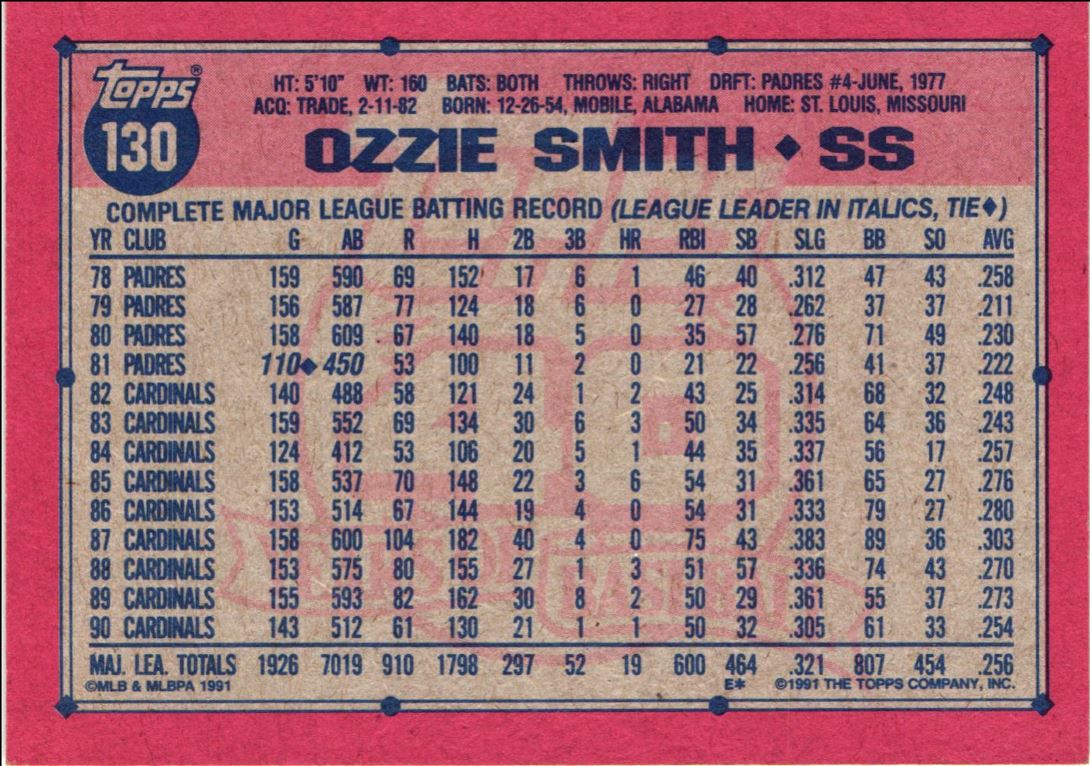 Topps®
130
HT: 5'10" WT: 160 BATS: BOTH THROWS: RIGHT DRFT: PADRES #4-JUNE, 1977
ACQ: TRADE, 2-11-82 BORN: 12-26-54, MOBILE, ALABAMA HOME: ST. LOUIS, MISSOURI
OZZIE SMITH ◆ SS
COMPLETE MAJOR LEAGUE BATTING RECORD (LEAGUE LEADER IN ITALICS, TIE◆)
YR CLUB G AB R H 2B 3B HR RBI SB SLG BB SO AVG
78 PADRES 159 590 69 152 17 6 1 46 40 .312 47 43 .258
79 PADRES 156 587 77 124 18 6 0 27 28 .262 37 37 .211
80 PADRES 158 609 67 140 18 5 0 35 57 .276 71 49 .230
81 PADRES 110◆ 450 53 100 11 2 0 21 22 .256 41 37 .222
82 CARDINALS 140 488 58 121 24 1 2 43 25 .314 68 32 .248
83 CARDINALS 159 552 69 134 30 6 3 50 34 .335 64 36 .243
84 CARDINALS 124 412 53 106 20 5 1 44 35 .337 56 17 .257
85 CARDINALS 158 537 70 148 22 3 6 54 31 .361 65 27 .276
86 CARDINALS 153 514 67 144 19 4 0 54 31 .333 79 27 .280
87 CARDINALS 158 600 104 182 40 4 0 75 43 .383 89 36 .303
88 CARDINALS 153 575 80 155 27 1 3 51 57 .336 74 43 .270
89 CARDINALS 155 593 82 162 30 8 2 50 29 .361 55 37 .273
90 CARDINALS 143 512 61 130 21 1 1 50 32 .305 61 33 .254
MAJ. LEA. TOTALS 1926 7019 910 1798 297 52 19 600 464 .321 807 454 .256
©MLB & MLBPA 1991 E* ©1991 THE TOPPS COMPANY, INC.